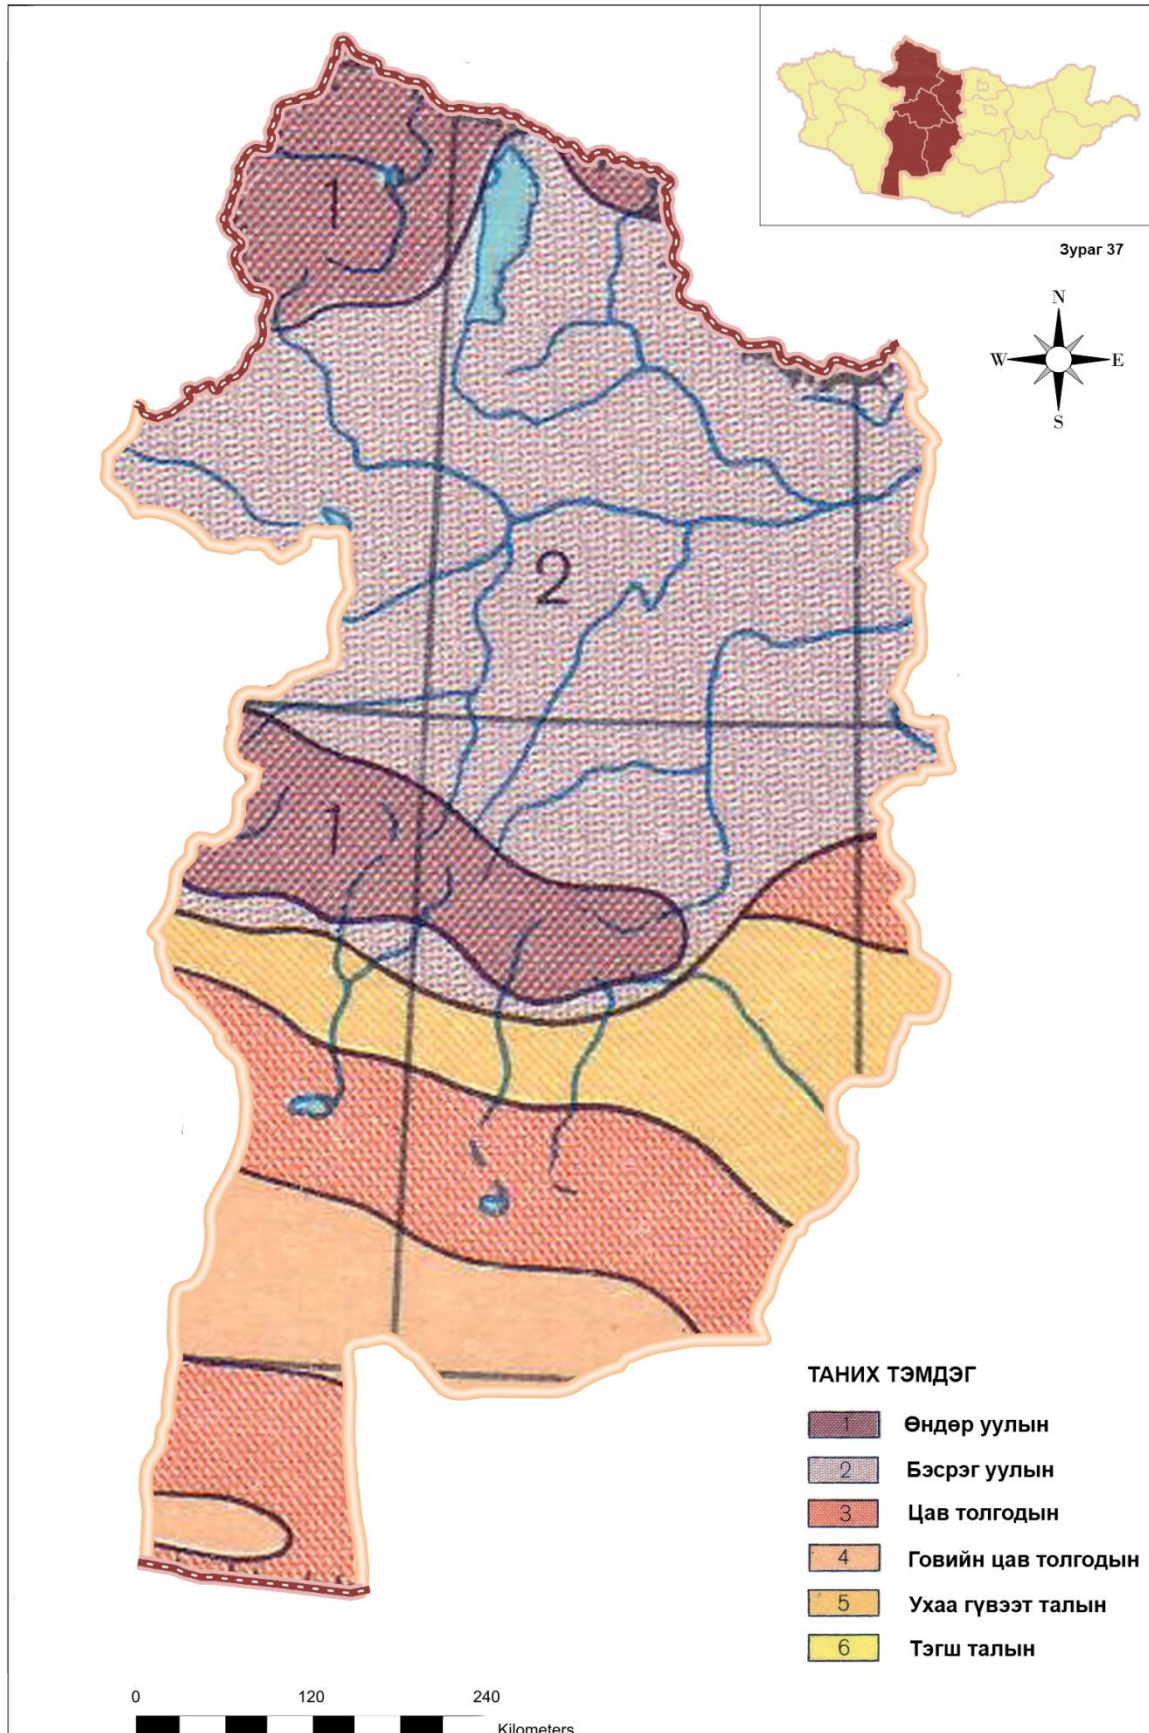 Зураг 37
N
W E
S
1
2
1
ТАНИХ ТЭМДЭГ
1 Өндөр уулын
2 Бэсрэг уулын
3 Цав толгодын
4 Говийн цав толгодын
5 Ухаа гүвээт талын
6 Тэгш талын
0 120 240
Kilometers